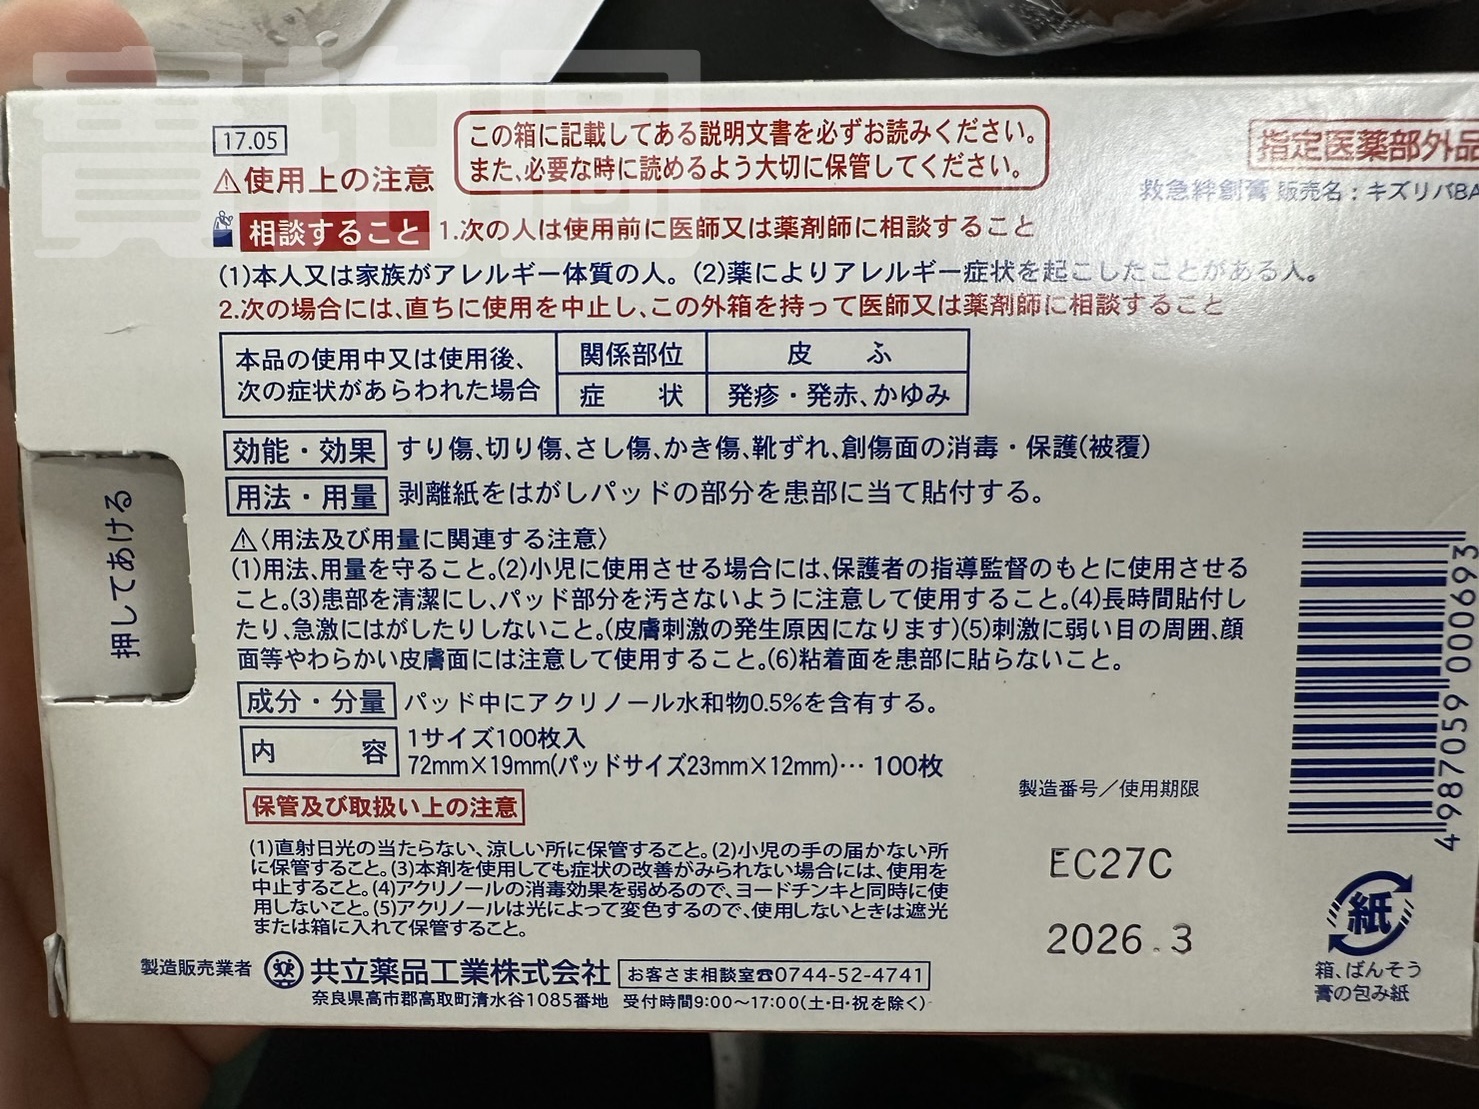 實拍圖
17.05
この箱に記載してある説明文書を必ずお読みください。
また、必要な時に読めるよう大切に保管してください。
指定医薬部外品
⚠使用上の注意
救急絆創膏 販売名：キズリバBA
相談すること 1.次の人は使用前に医師又は薬剤師に相談すること
(1)本人又は家族がアレルギー体質の人。(2)薬によりアレルギー症状を起こしたことがある人。
2.次の場合には、直ちに使用を中止し、この外箱を持って医師又は薬剤師に相談すること
本品の使用中又は使用後、
次の症状があらわれた場合
関係部位 皮ふ
症状 発疹・発赤、かゆみ
効能・効果 すり傷、切り傷、さし傷、かき傷、靴ずれ、創傷面の消毒・保護(被覆)
用法・用量 剥離紙をはがしパッドの部分を患部に当て貼付する。
⚠〈用法及び用量に関連する注意〉
(1)用法、用量を守ること。(2)小児に使用させる場合には、保護者の指導監督のもとに使用させる
こと。(3)患部を清潔にし、パッド部分を汚さないように注意して使用すること。(4)長時間貼付し
たり、急激にはがしたりしないこと。(皮膚刺激の発生原因になります)(5)刺激に弱い目の周囲、顔
面等やわらかい皮膚面には注意して使用すること。(6)粘着面を患部に貼らないこと。
押してあける
成分・分量 パッド中にアクリノール水和物0.5%を含有する。
内容 1サイズ100枚入
72mm×19mm(パッドサイズ23mm×12mm)… 100枚
保管及び取扱い上の注意
(1)直射日光の当たらない、涼しい所に保管すること。(2)小児の手の届かない所
に保管すること。(3)本剤を使用しても症状の改善がみられない場合には、使用を
中止すること。(4)アクリノールの消毒効果を弱めるので、ヨードチンキと同時に使
用しないこと。(5)アクリノールは光によって変色するので、使用しないときは遮光
または箱に入れて保管すること。
製造番号／使用期限
EC27C
2026.3
4 987059 000693
紙
箱、ばんそう
膏の包み紙
製造販売業者 共立薬品工業株式会社 お客さま相談室☎0744-52-4741
奈良県高市郡高取町清水谷1085番地 受付時間9:00～17:00(土・日・祝を除く)